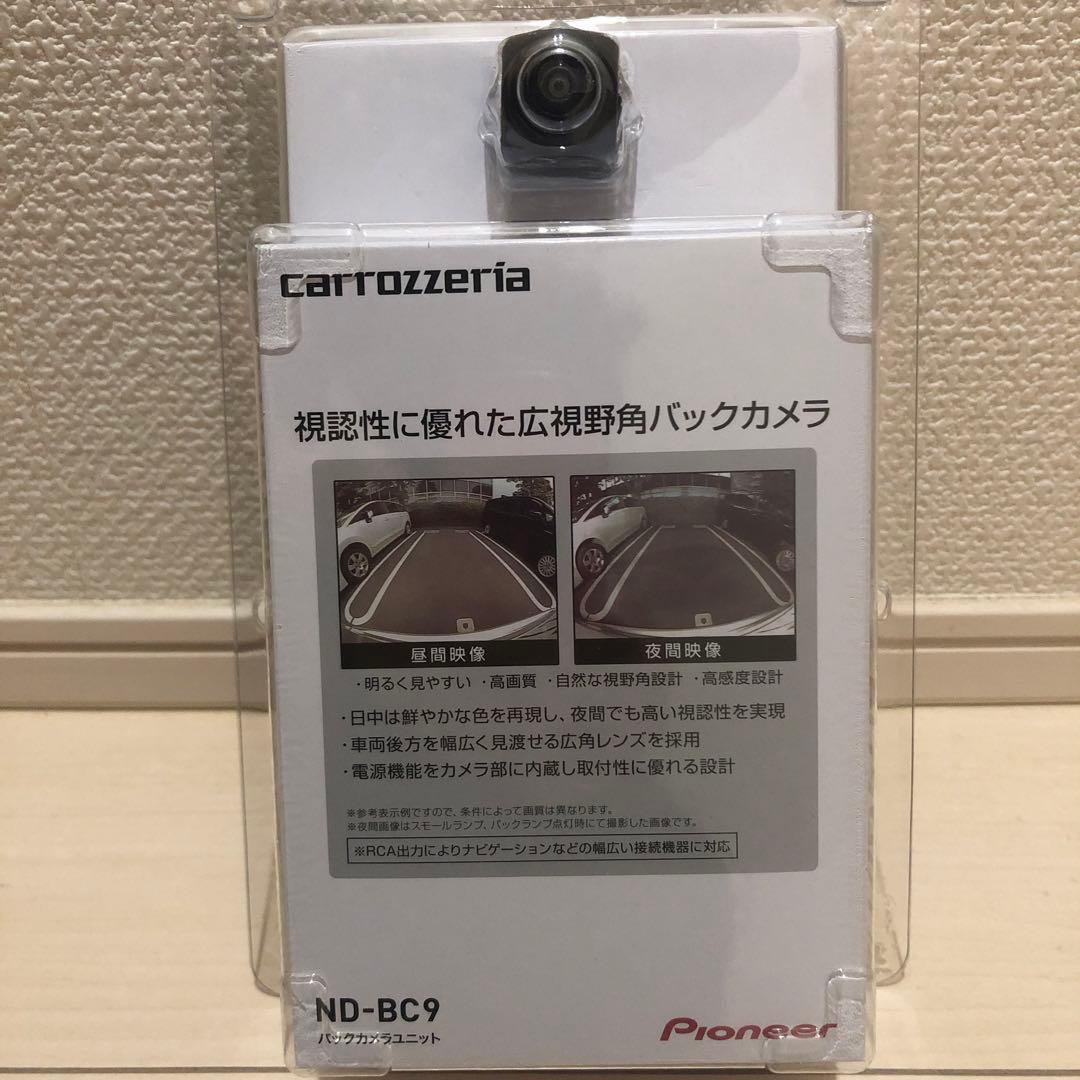 carrozzeria
視認性に優れた広視野角バックカメラ
昼間映像 夜間映像
・明るく見やすい ・高画質 ・自然な視野角設計 ・高感度設計
・日中は鮮やかな色を再現し、夜間でも高い視認性を実現
・車両後方を幅広く見渡せる広角レンズを採用
・電源機能をカメラ部に内蔵し取付性に優れる設計
※参考表示例ですので、条件によって画質は異なります。
※夜間画像はスモールランプ、バックランプ点灯時にて撮影した画像です。
※RCA出力によりナビゲーションなどの幅広い接続機器に対応
ND-BC9
バックカメラユニット
Pioneer